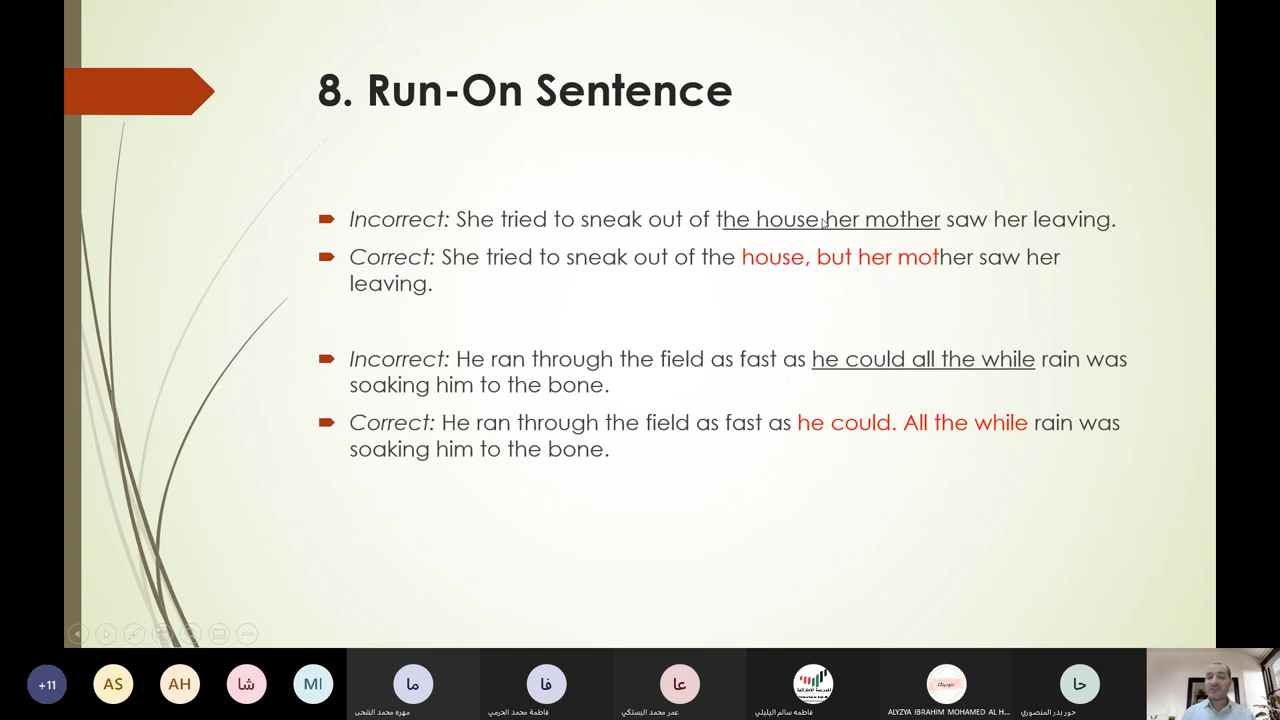 8. Run-On Sentence
Incorrect: She tried to sneak out of the house her mother saw her leaving.
Correct: She tried to sneak out of the house, but her mother saw her
leaving.
Incorrect: He ran through the field as fast as he could all the while rain was
soaking him to the bone.
Correct: He ran through the field as fast as he could. All the while rain was
soaking him to the bone.
+11
AS
AH
شا
MI
ما
فا
عا
حا
مهره محمد الشحى
فاطمة محمد الحرمي
عمر محمد البستكي
فاطمه سالم اليليلي
ALYZYA IBRAHIM MOHAMED AL H...
حور بدر المنصوري